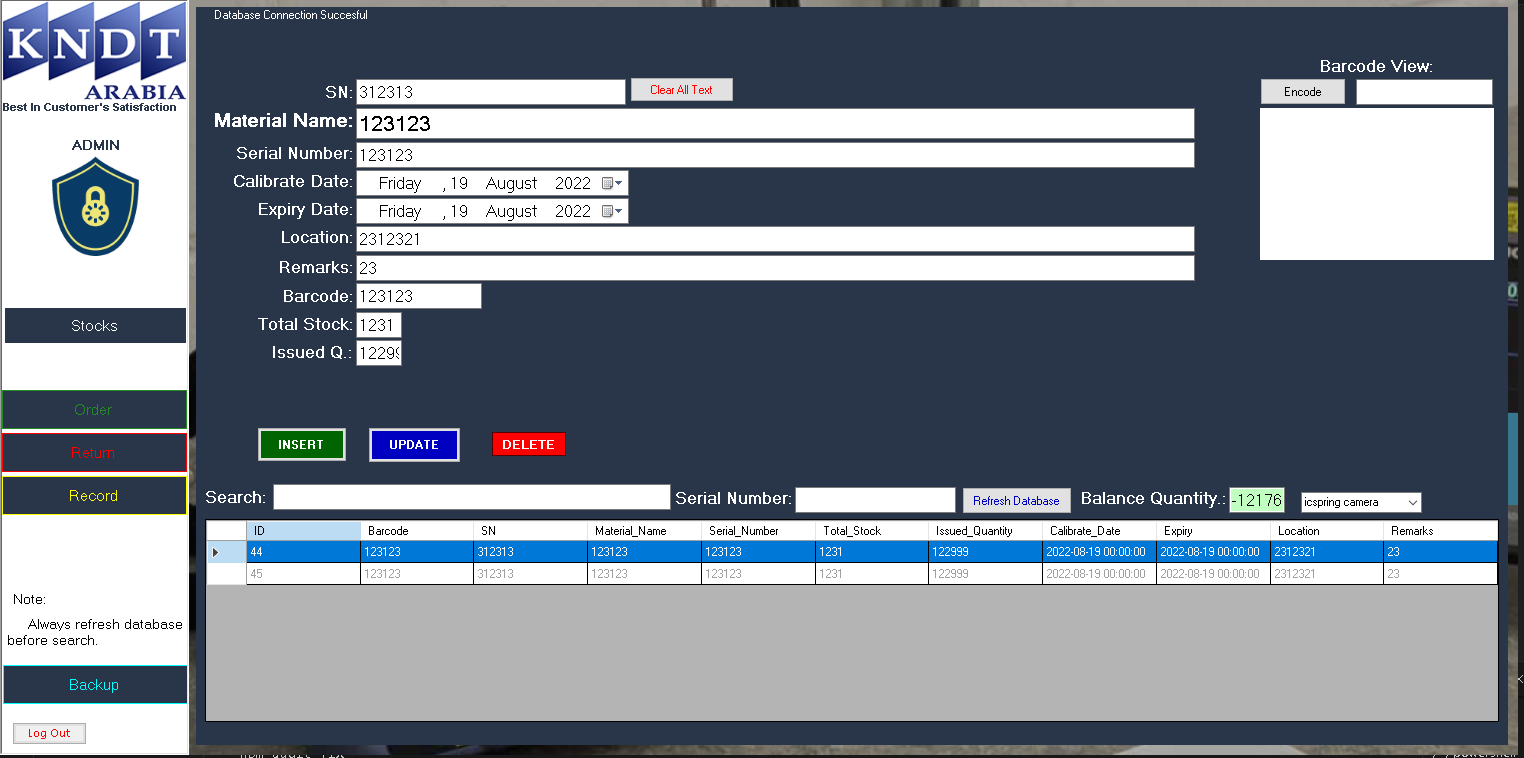 Database Connection Succesful
KNDT
ARABIA
Best In Customer's Satisfaction
ADMIN
Stocks
Order
Return
Record
Note:
Always refresh database
before search.
Backup
Log Out
SN: 312313 Clear All Text
Material Name: 123123
Serial Number: 123123
Calibrate Date: Friday , 19 August 2022
Expiry Date: Friday , 19 August 2022
Location: 2312321
Remarks: 23
Barcode: 123123
Total Stock: 1231
Issued Q.: 12299
Barcode View:
Encode
INSERT UPDATE DELETE
Search: Serial Number: Refresh Database Balance Quantity.: -12176 icspring camera
ID Barcode SN Material_Name Serial_Number Total_Stock Issued_Quantity Calibrate_Date Expiry Location Remarks
44 123123 312313 123123 123123 1231 122999 2022-08-19 00:00:00 2022-08-19 00:00:00 2312321 23
45 123123 312313 123123 123123 1231 122999 2022-08-19 00:00:00 2022-08-19 00:00:00 2312321 23